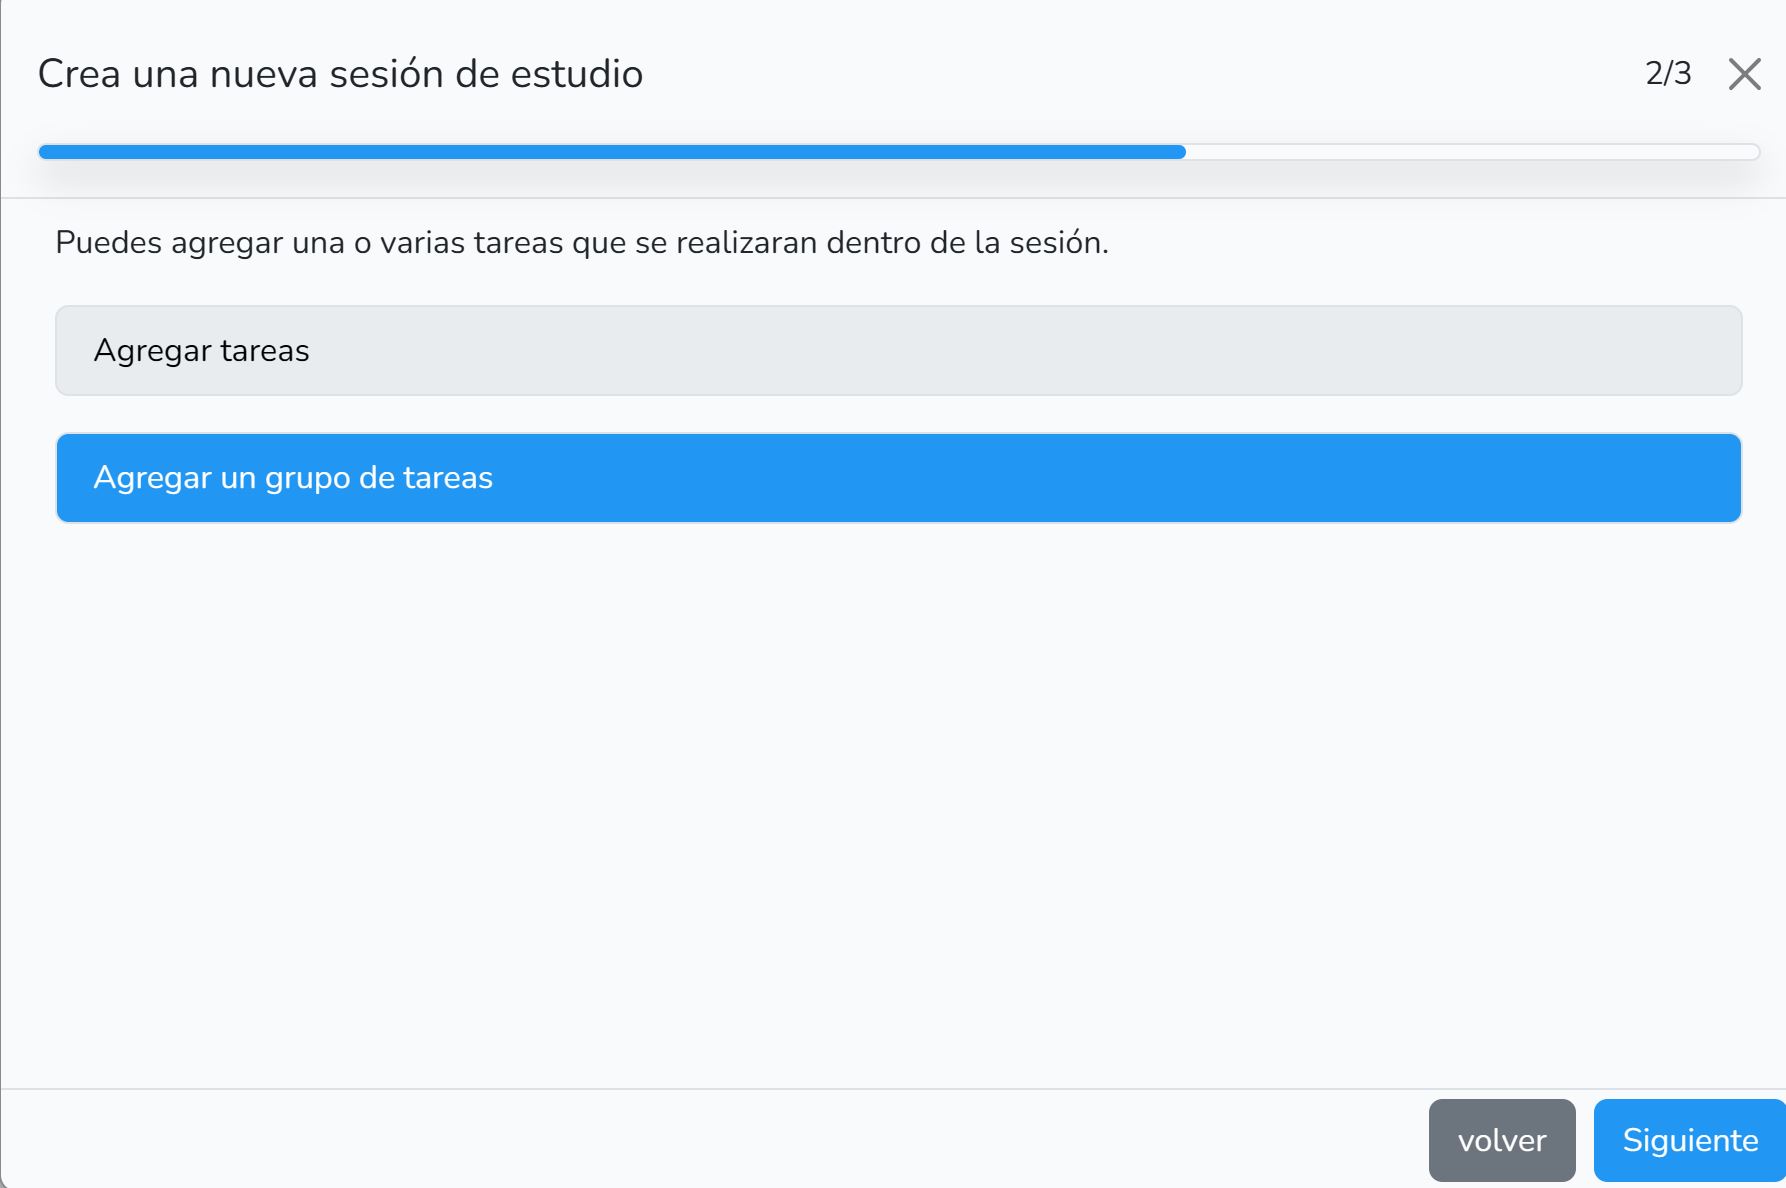 Crea una nueva sesión de estudio
2/3
Puedes agregar una o varias tareas que se realizaran dentro de la sesión.
Agregar tareas
Agregar un grupo de tareas
volver
Siguiente